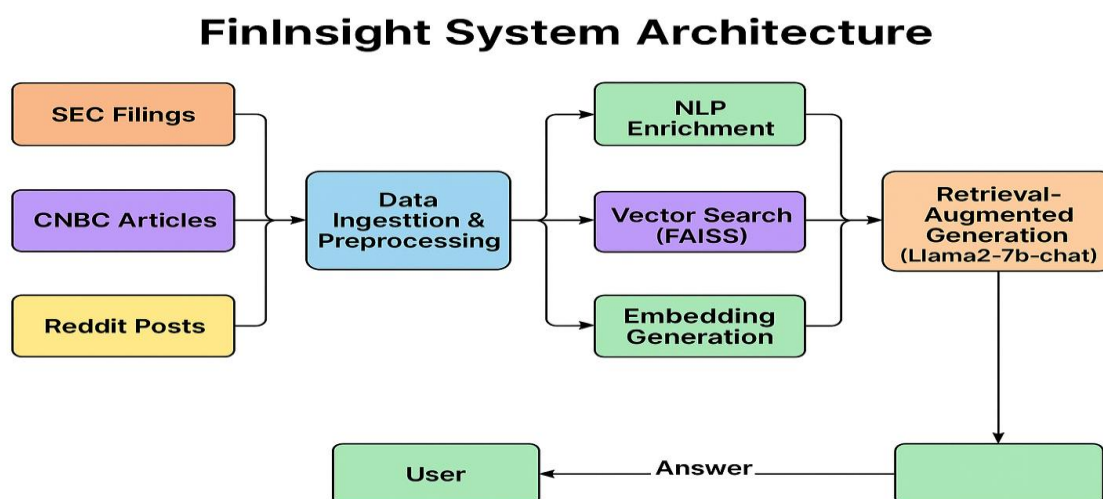 FinInsight System Architecture
SEC Filings
CNBC Articles
Reddit Posts
Data
Ingesttion &
Preprocessing
NLP
Enrichment
Vector Search
(FAISS)
Embedding
Generation
Retrieval-
Augmented
Generation
(Llama2-7b-chat)
User
Answer